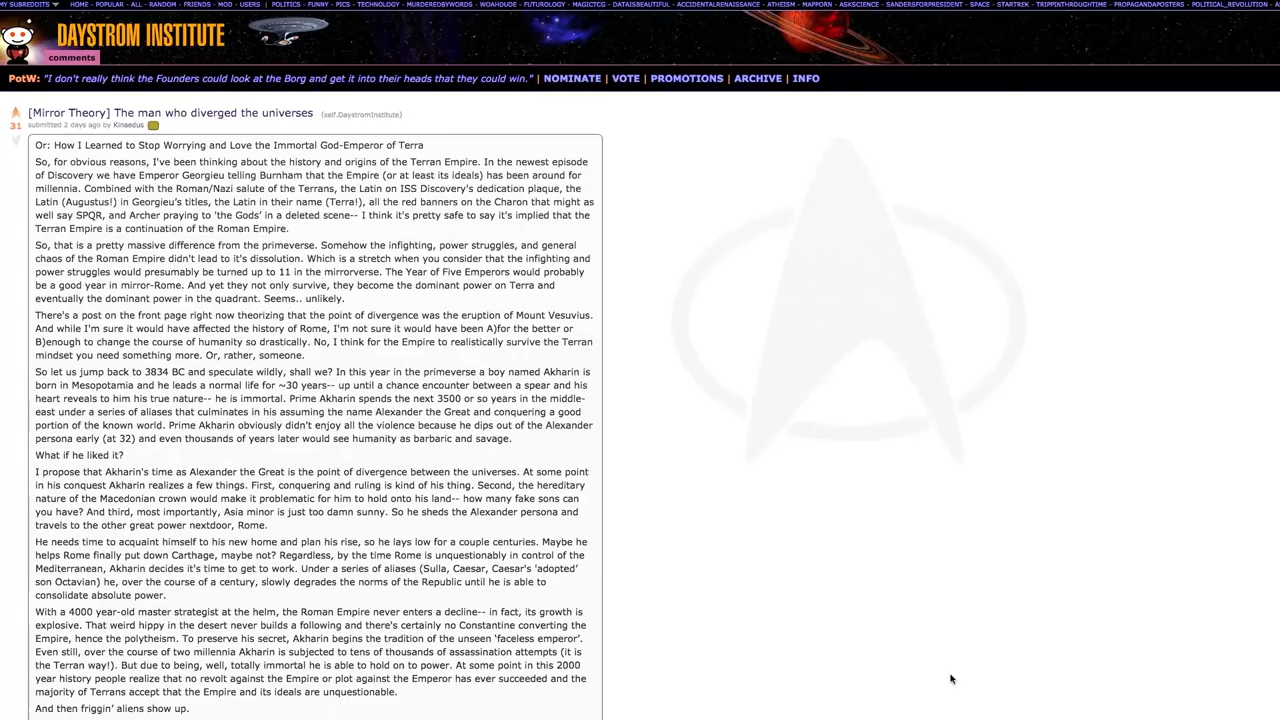 MY SUBREDDITS HOME - POPULAR - ALL - RANDOM - FRIENDS - MOD - USERS | POLITICS - FUNNY - PICS - TECHNOLOGY - MURDEREDBYWORDS - WOAHDUDE - FUTUROLOGY - MAGICTCG - DATAISBEAUTIFUL - ACCIDENTALRENAISSANCE - ATHEISM - MAPPORN - ASKSCIENCE - SANDERSFORPRESIDENT - SPACE - STARTREK - TRIPPINTHROUGHTIME - PROPAGANDAPOSTERS - POLITICAL_REVOLUTION -
DAYSTROM INSTITUTE
comments
PotW: "I don't really think the Founders could look at the Borg and get it into their heads that they could win." | NOMINATE | VOTE | PROMOTIONS | ARCHIVE | INFO
[Mirror Theory] The man who diverged the universes (self.DaystromInstitute)
31 submitted 2 days ago by Kinaedus
Or: How I Learned to Stop Worrying and Love the Immortal God-Emperor of Terra
So, for obvious reasons, I've been thinking about the history and origins of the Terran Empire. In the newest episode
of Discovery we have Emperor Georgieu telling Burnham that the Empire (or at least its ideals) has been around for
millennia. Combined with the Roman/Nazi salute of the Terrans, the Latin on ISS Discovery's dedication plaque, the
Latin (Augustus!) in Georgieu's titles, the Latin in their name (Terra!), all the red banners on the Charon that might as
well say SPQR, and Archer praying to 'the Gods' in a deleted scene-- I think it's pretty safe to say it's implied that the
Terran Empire is a continuation of the Roman Empire.
So, that is a pretty massive difference from the primeverse. Somehow the infighting, power struggles, and general
chaos of the Roman Empire didn't lead to it's dissolution. Which is a stretch when you consider that the infighting and
power struggles would presumably be turned up to 11 in the mirrorverse. The Year of Five Emperors would probably
be a good year in mirror-Rome. And yet they not only survive, they become the dominant power on Terra and
eventually the dominant power in the quadrant. Seems.. unlikely.
There's a post on the front page right now theorizing that the point of divergence was the eruption of Mount Vesuvius.
And while I'm sure it would have affected the history of Rome, I'm not sure it would have been A)for the better or
B)enough to change the course of humanity so drastically. No, I think for the Empire to realistically survive the Terran
mindset you need something more. Or, rather, someone.
So let us jump back to 3834 BC and speculate wildly, shall we? In this year in the primeverse a boy named Akharin is
born in Mesopotamia and he leads a normal life for ~30 years-- up until a chance encounter between a spear and his
heart reveals to him his true nature-- he is immortal. Prime Akharin spends the next 3500 or so years in the middle-
east under a series of aliases that culminates in his assuming the name Alexander the Great and conquering a good
portion of the known world. Prime Akharin obviously didn't enjoy all the violence because he dips out of the Alexander
persona early (at 32) and even thousands of years later would see humanity as barbaric and savage.
What if he liked it?
I propose that Akharin's time as Alexander the Great is the point of divergence between the universes. At some point
in his conquest Akharin realizes a few things. First, conquering and ruling is kind of his thing. Second, the hereditary
nature of the Macedonian crown would make it problematic for him to hold onto his land-- how many fake sons can
you have? And third, most importantly, Asia minor is just too damn sunny. So he sheds the Alexander persona and
travels to the other great power nextdoor, Rome.
He needs time to acquaint himself to his new home and plan his rise, so he lays low for a couple centuries. Maybe he
helps Rome finally put down Carthage, maybe not? Regardless, by the time Rome is unquestionably in control of the
Mediterranean, Akharin decides it's time to get to work. Under a series of aliases (Sulla, Caesar, Caesar's 'adopted'
son Octavian) he, over the course of a century, slowly degrades the norms of the Republic until he is able to
consolidate absolute power.
With a 4000 year-old master strategist at the helm, the Roman Empire never enters a decline-- in fact, its growth is
explosive. That weird hippy in the desert never builds a following and there's certainly no Constantine converting the
Empire, hence the polytheism. To preserve his secret, Akharin begins the tradition of the unseen 'faceless emperor'.
Even still, over the course of two millennia Akharin is subjected to tens of thousands of assassination attempts (it is
the Terran way!). But due to being, well, totally immortal he is able to hold on to power. At some point in this 2000
year history people realize that no revolt against the Empire or plot against the Emperor has ever succeeded and the
majority of Terrans accept that the Empire and its ideals are unquestionable.
And then friggin' aliens show up.